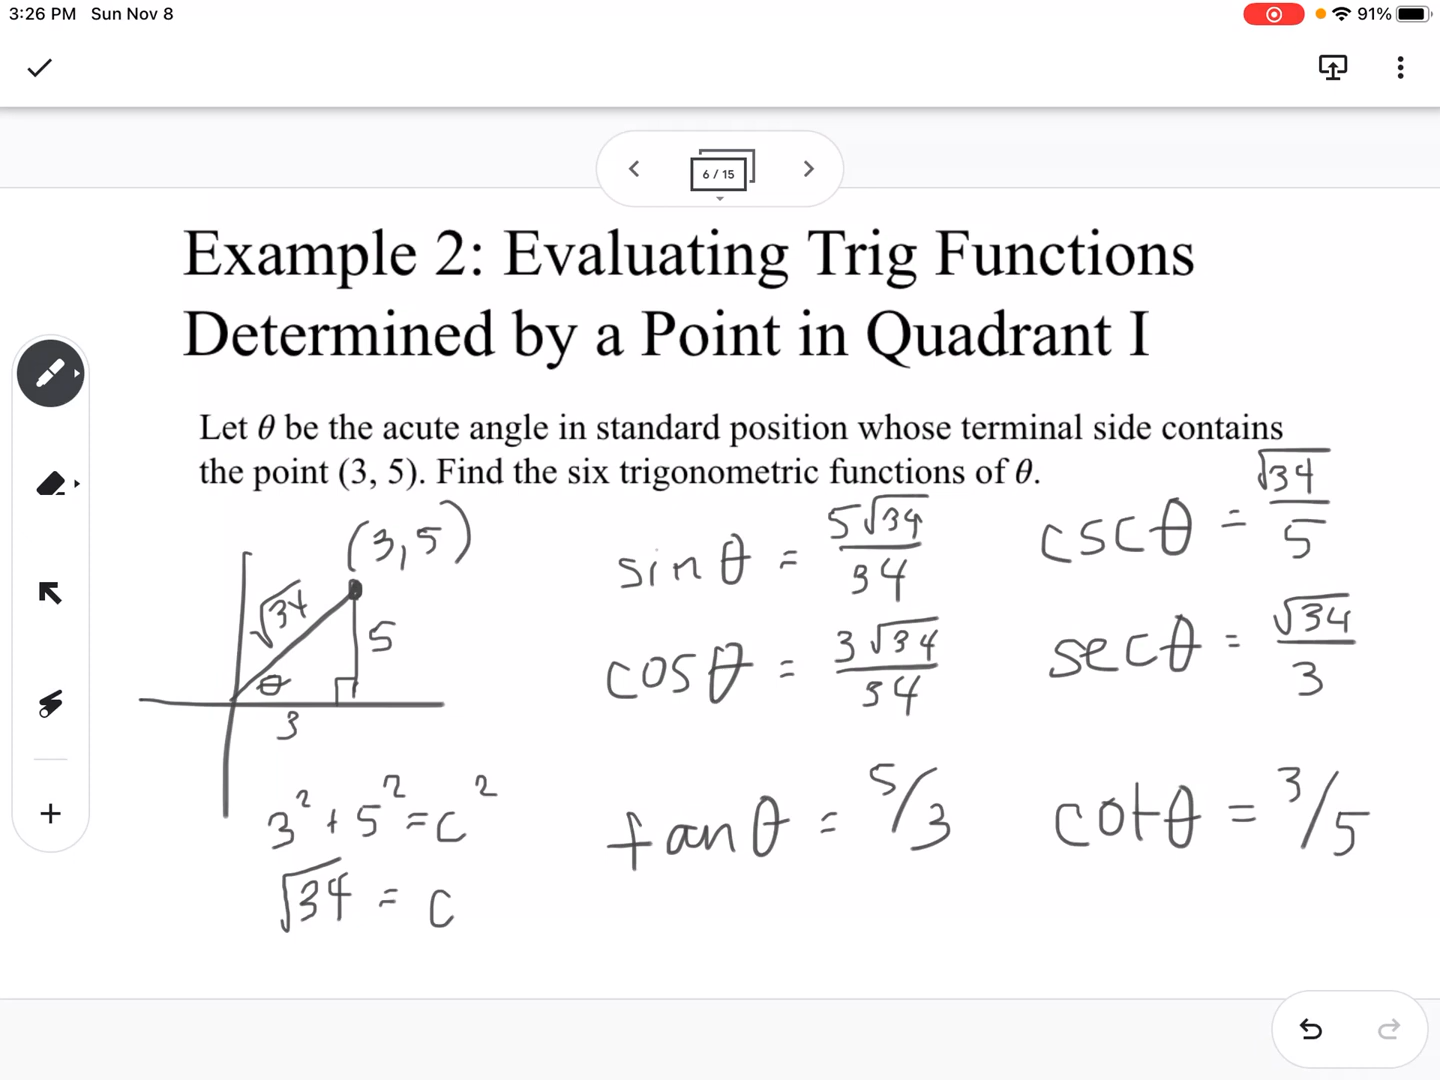 3:26 PM Sun Nov 8
91%
6 / 15
Example 2: Evaluating Trig Functions
Determined by a Point in Quadrant I
Let θ be the acute angle in standard position whose terminal side contains
the point (3, 5). Find the six trigonometric functions of θ.
(3,5)
√34
5
θ
3
3² + 5² = c²
√34 = c
sin θ = 5√34/34
cos θ = 3√34/34
tan θ = 5/3
csc θ = √34/5
sec θ = √34/3
cot θ = 3/5